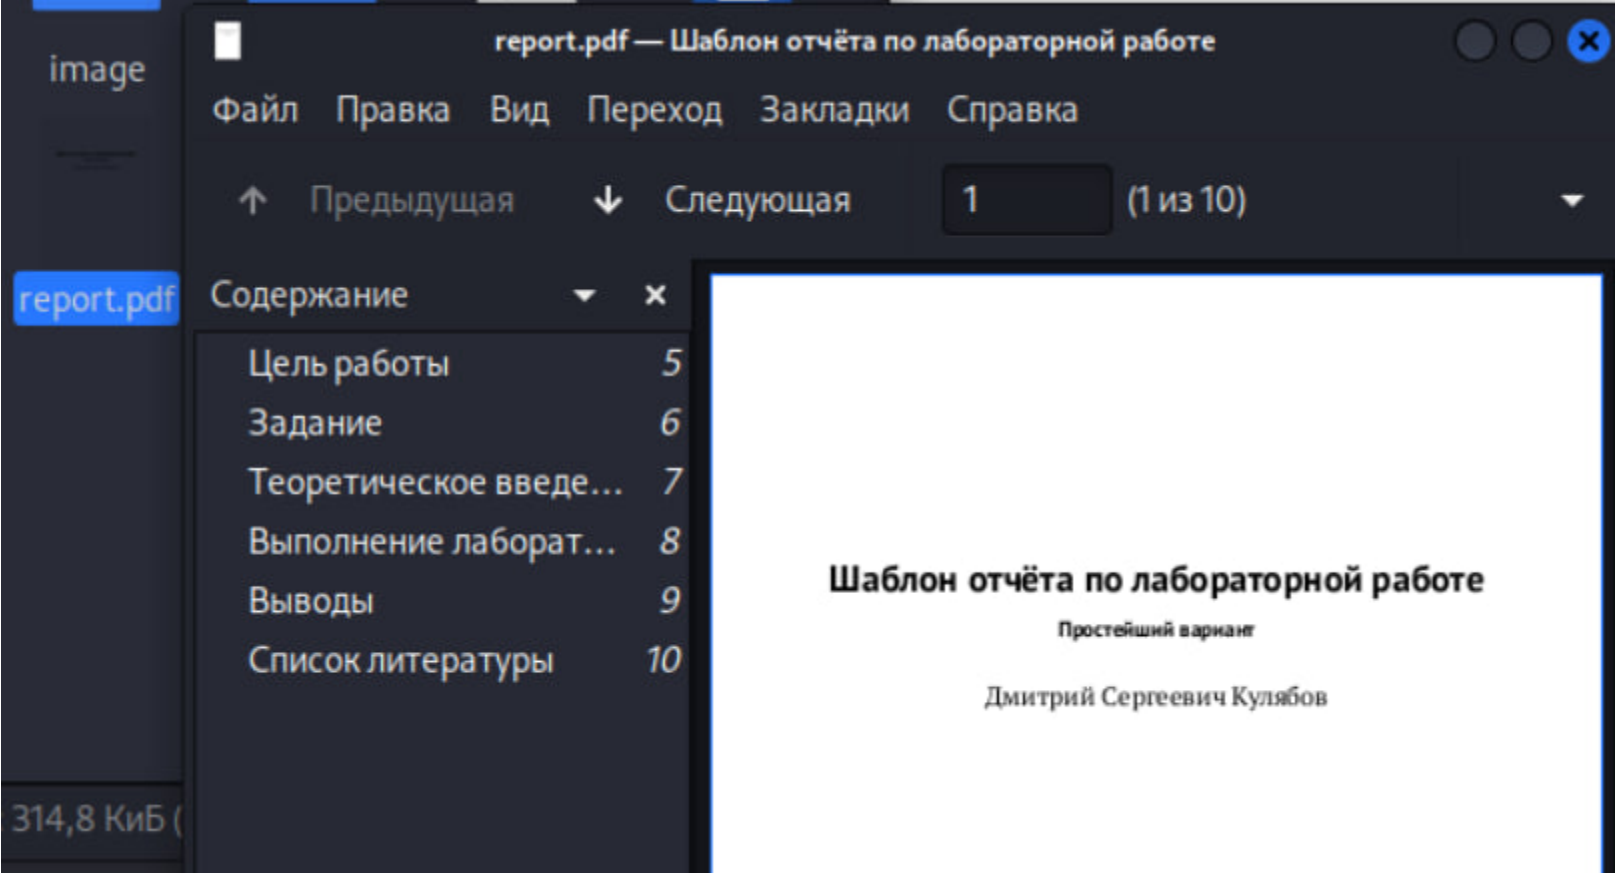 image
report.pdf
314,8 КиБ (
report.pdf — Шаблон отчёта по лабораторной работе
Файл Правка Вид Переход Закладки Справка
Предыдущая Следующая 1 (1 из 10)
Содержание
Цель работы 5
Задание 6
Теоретическое введе... 7
Выполнение лаборат... 8
Выводы 9
Список литературы 10
Шаблон отчёта по лабораторной работе
Простейший вариант
Дмитрий Сергеевич Кулябов